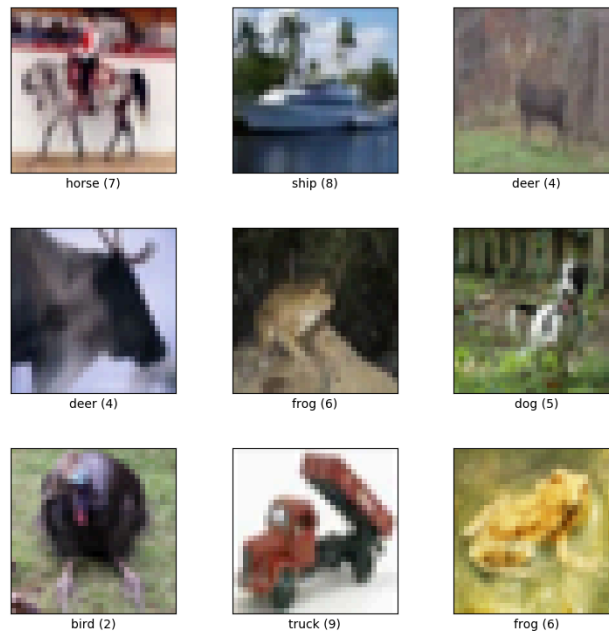 horse (7)
ship (8)
deer (4)
deer (4)
frog (6)
dog (5)
bird (2)
truck (9)
frog (6)